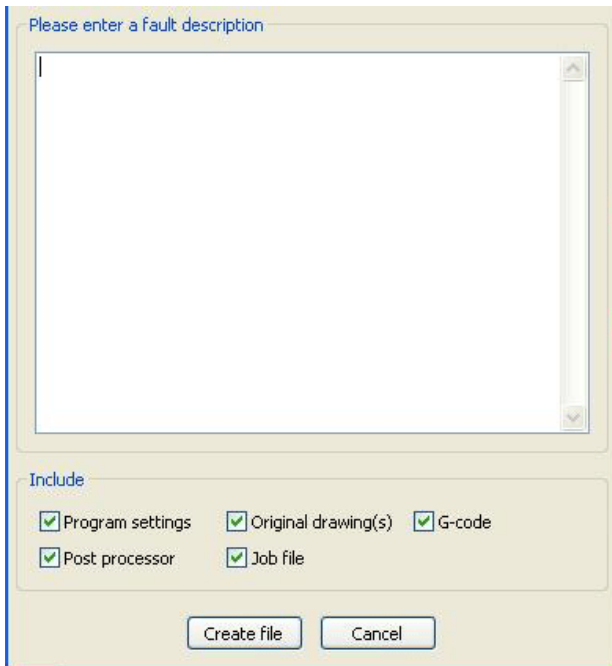 Please enter a fault description
Include
Program settings Original drawing(s) G-code
Post processor Job file
Create file Cancel